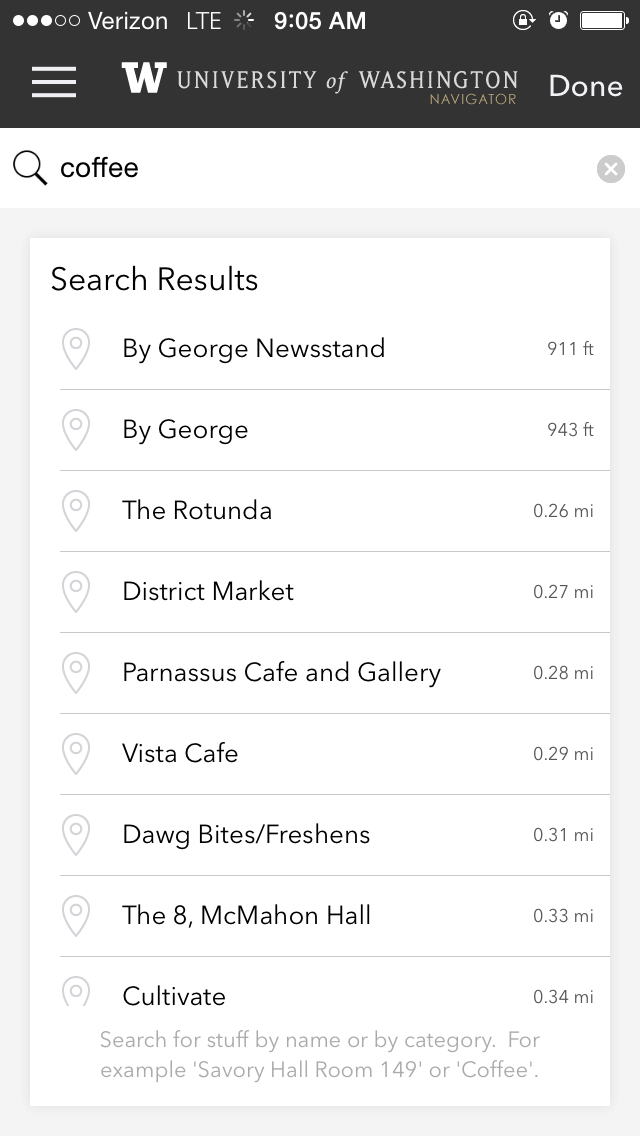 Verizon LTE 9:05 AM
W UNIVERSITY of WASHINGTON Done
NAVIGATOR
coffee
Search Results
By George Newsstand 911 ft
By George 943 ft
The Rotunda 0.26 mi
District Market 0.27 mi
Parnassus Cafe and Gallery 0.28 mi
Vista Cafe 0.29 mi
Dawg Bites/Freshens 0.31 mi
The 8, McMahon Hall 0.33 mi
Cultivate 0.34 mi
Search for stuff by name or by category. For
example 'Savory Hall Room 149' or 'Coffee'.